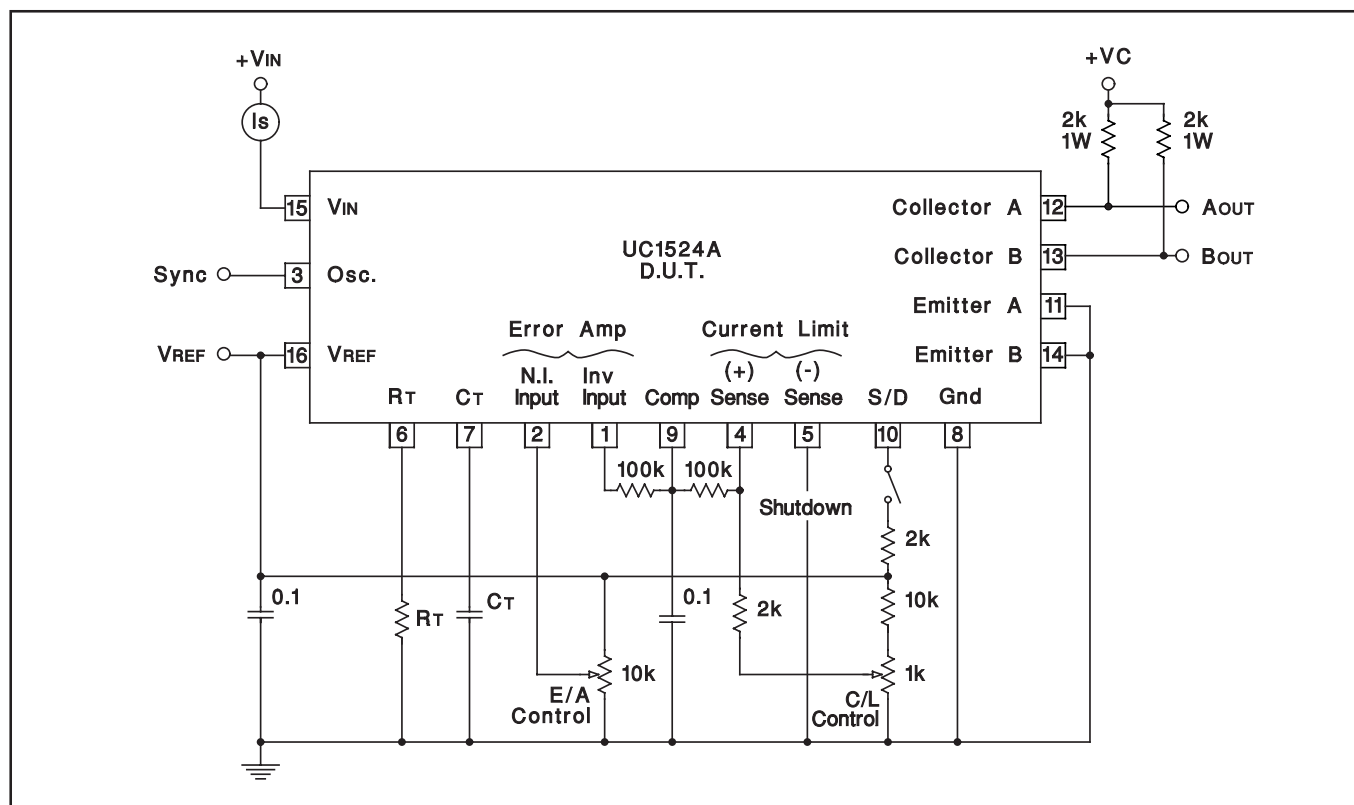 +VIN
Is
+VC
2k
1W
2k
1W
15 VIN
Collector A 12
AOUT
UC1524A
D.U.T.
Collector B 13
BOUT
Sync
3 Osc.
Emitter A 11
Error Amp
Current Limit
VREF
16 VREF
Emitter B 14
N.I.
Input
Inv
Input
(+)
Sense
(-)
Sense
RT
CT
Comp
S/D
Gnd
6
7
2
1
9
4
5
10
8
100k
100k
Shutdown
2k
0.1
RT
CT
0.1
2k
10k
10k
1k
E/A
Control
C/L
Control